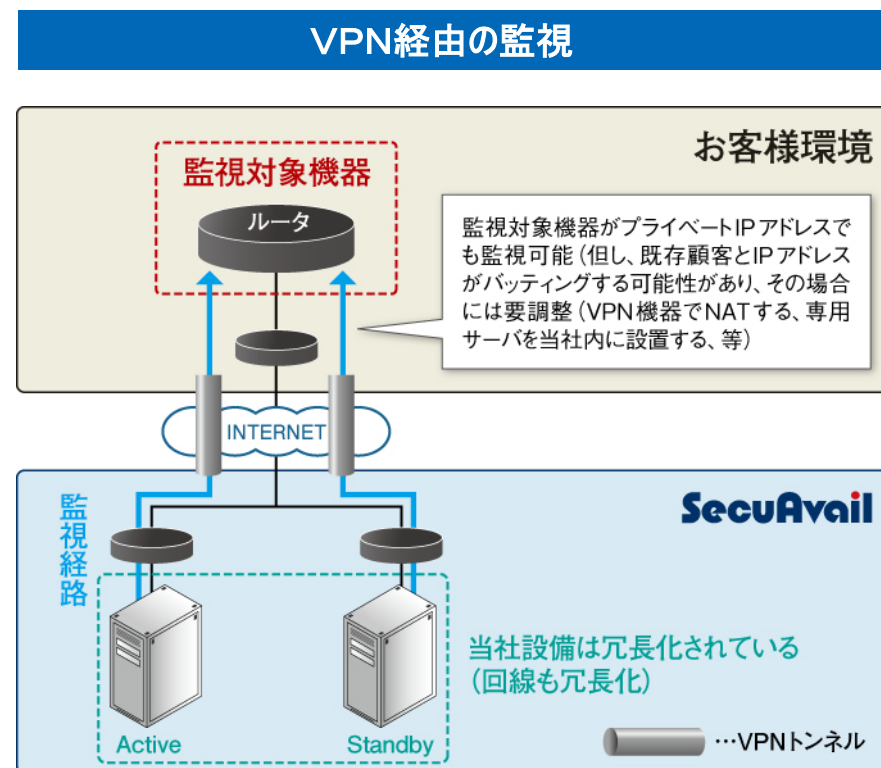 VPN経由の監視
お客様環境
監視対象機器
ルータ
監視対象機器がプライベートIPアドレスで
も監視可能（但し、既存顧客とIPアドレス
がバッティングする可能性があり、その場合
には要調整（VPN機器でNATする、専用
サーバを当社内に設置する、等）
INTERNET
監視経路
SecuAvail
当社設備は冗長化されている
（回線も冗長化）
Active
Standby
…VPNトンネル